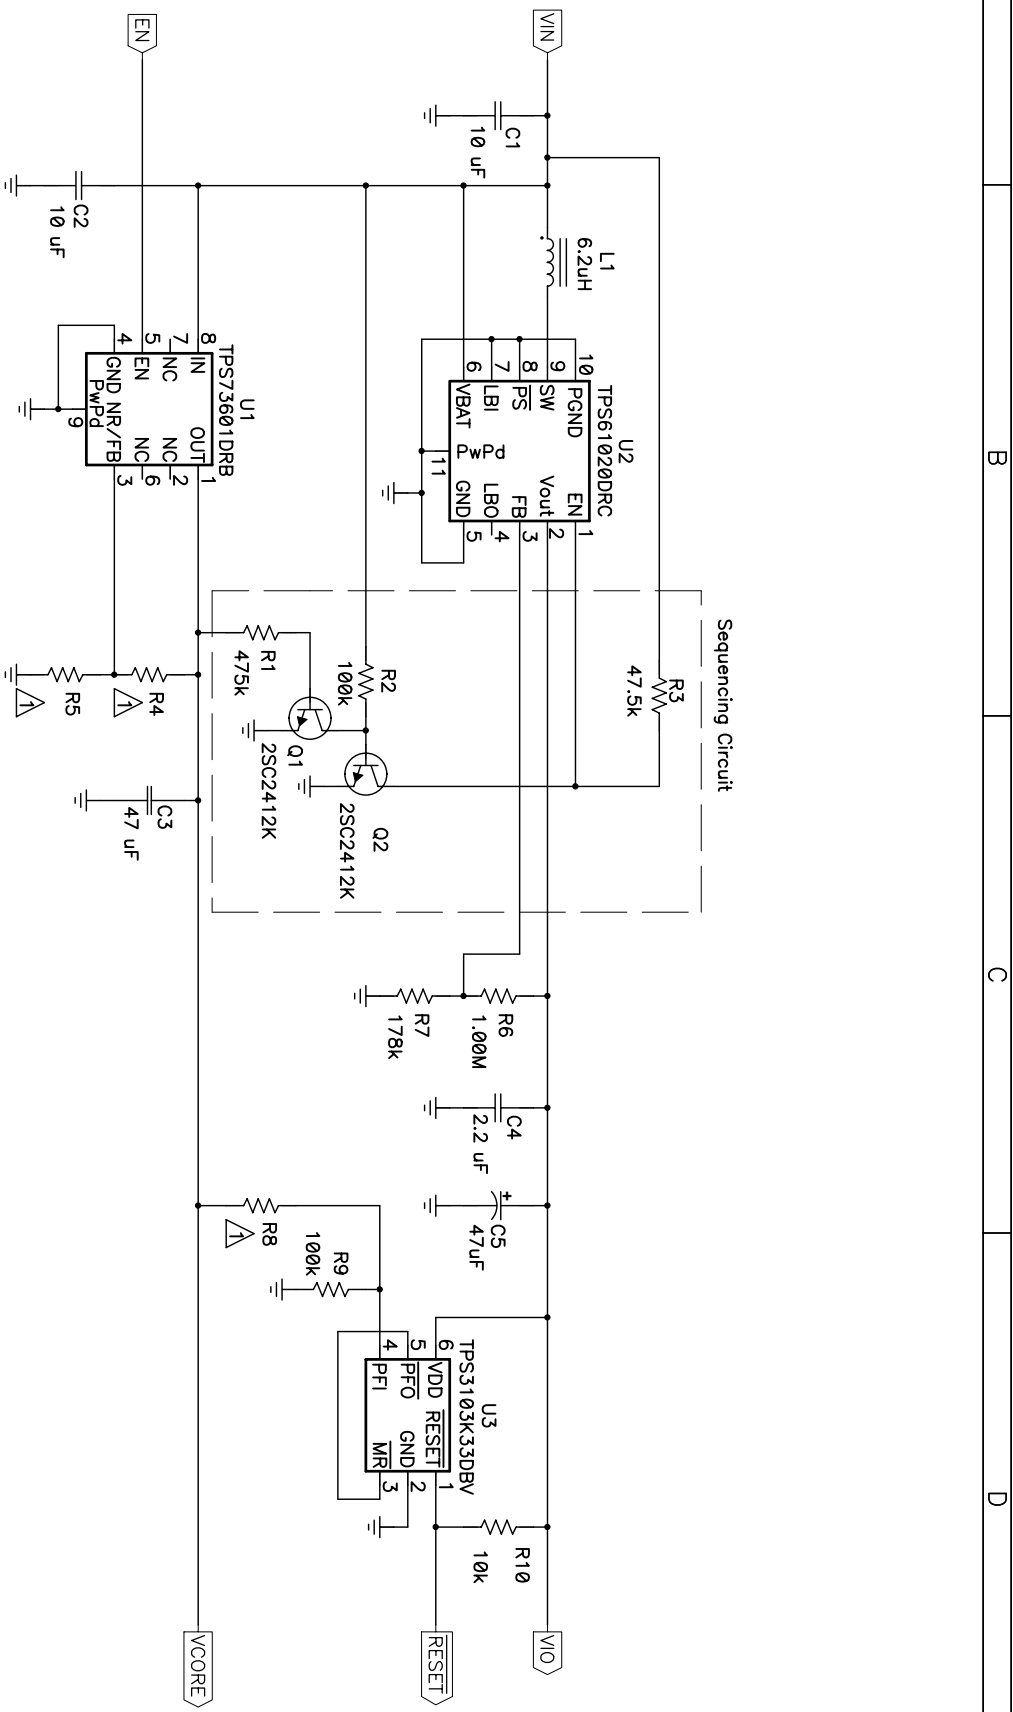 B
C
D
Sequencing Circuit
VIN
EN
C1
10 uF
C2
10 uF
L1
6.2uH
U2
TPS61020DRC
10
9
8
7
6
PGND
SW
PS
LBI
VBAT
PwPd
11
EN
Vout
FB
LBO
GND
1
2
3
4
5
U1
TPS73601DRB
8
7
5
4
IN
NC
EN
GND
PwPd
9
OUT
NC
NC
NR/FB
1
2
6
3
R3
47.5k
R2
100k
R1
475k
Q1
2SC2412K
Q2
2SC2412K
R4
1
R5
1
C3
47 uF
R6
1.00M
R7
178k
C4
2.2 uF
+
C5
47uF
R8
1
R9
100k
U3
TPS3103K33DBV
6
5
4
VDD
PFO
PFI
RESET
GND
MR
1
2
3
R10
10k
VIO
RESET
VCORE